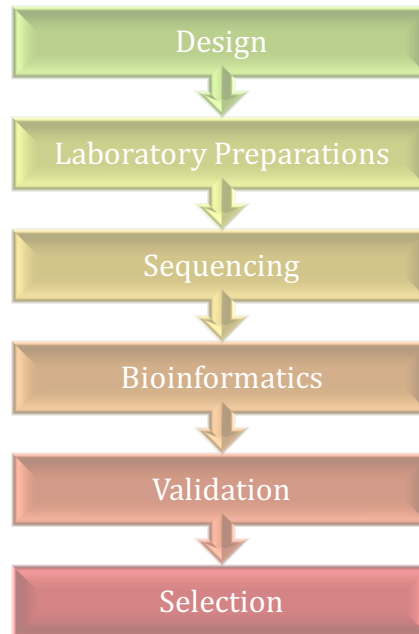 Design
Laboratory Preparations
Sequencing
Bioinformatics
Validation
Selection